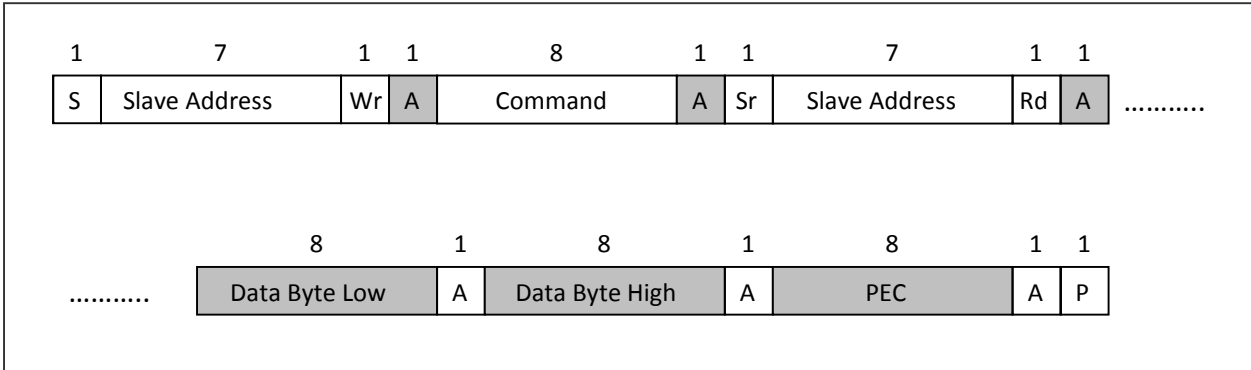 1 7 1 1 8 1 1 7 1 1
S Slave Address Wr A Command A Sr Slave Address Rd A ………..
8 1 8 1 8 1 1
……….. Data Byte Low A Data Byte High A PEC A P